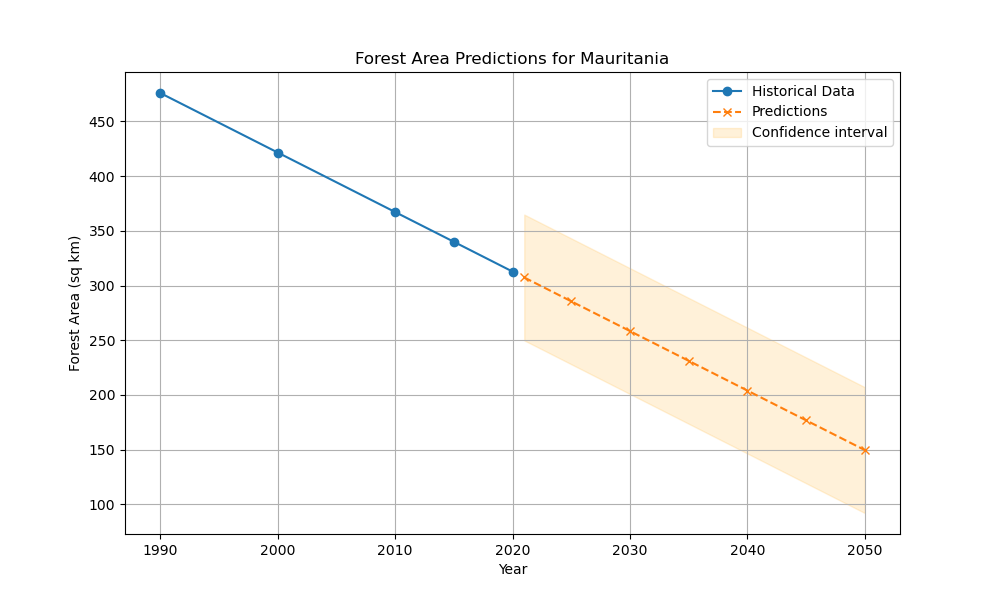 Forest Area Predictions for Mauritania
Historical Data
Predictions
Confidence interval
Forest Area (sq km)
450
400
350
300
250
200
150
100
1990
2000
2010
2020
2030
2040
2050
Year